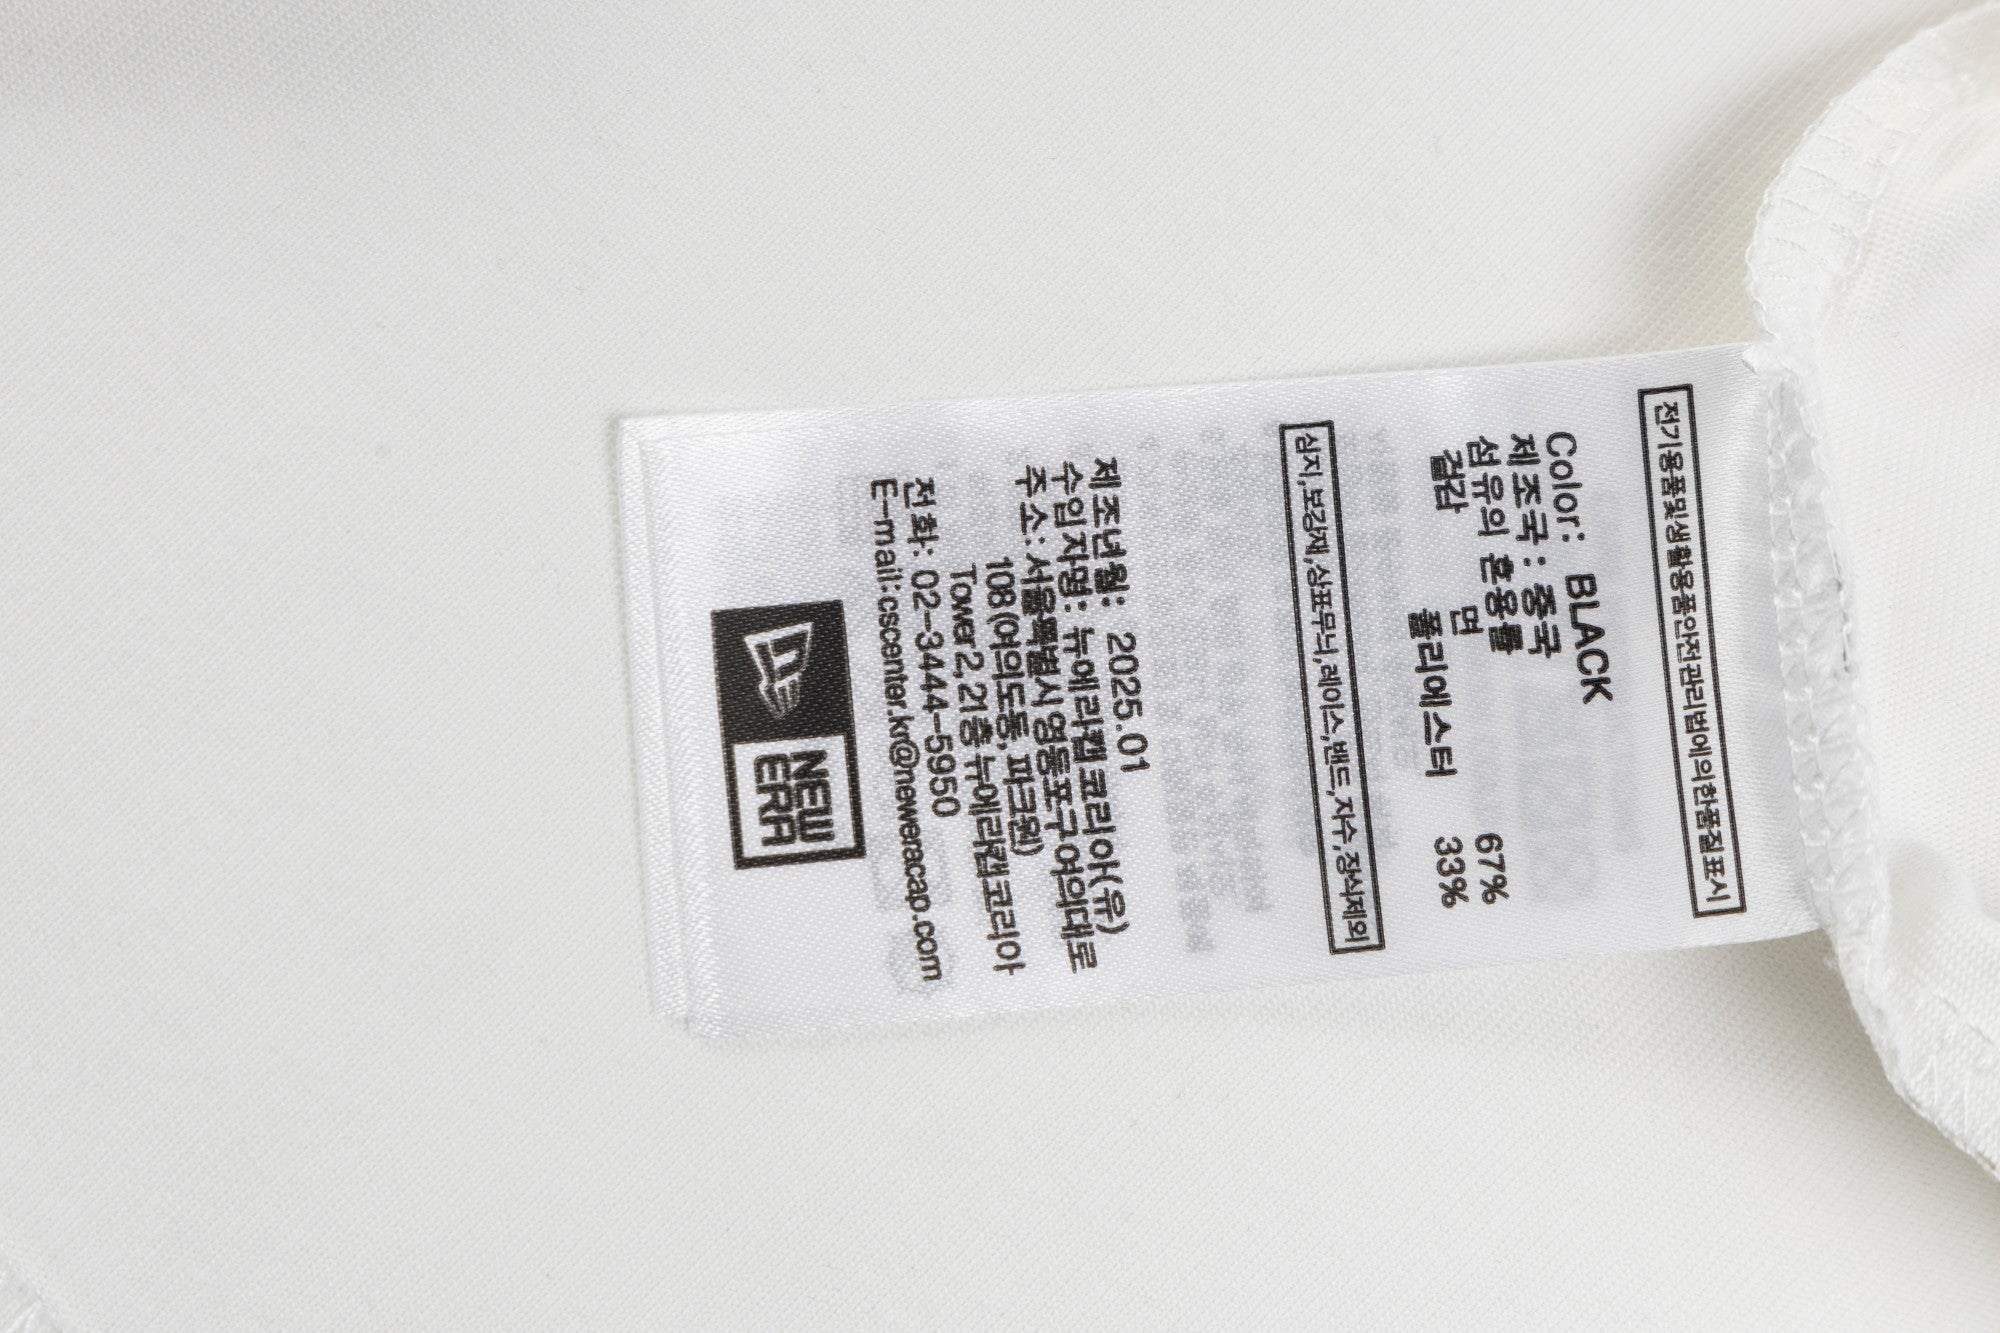 전기용품및생활용품안전관리법에의한품질표시
Color: BLACK
제조국: 중국
섬유의 혼용률
겉감 면 67%
폴리에스터 33%
심지,보강재,상표무늬,레이스,밴드,자수,장식제외
제조년월: 2025.01
수입자명: 뉴에라캡코리아(유)
주소: 서울특별시 영등포구 여의대로
108(여의도동, 파크원)
Tower2, 21층 뉴에라캡코리아
전화: 02-3444-5950
E-mail:cscenter.kr@neweracap.com
NEW
ERA